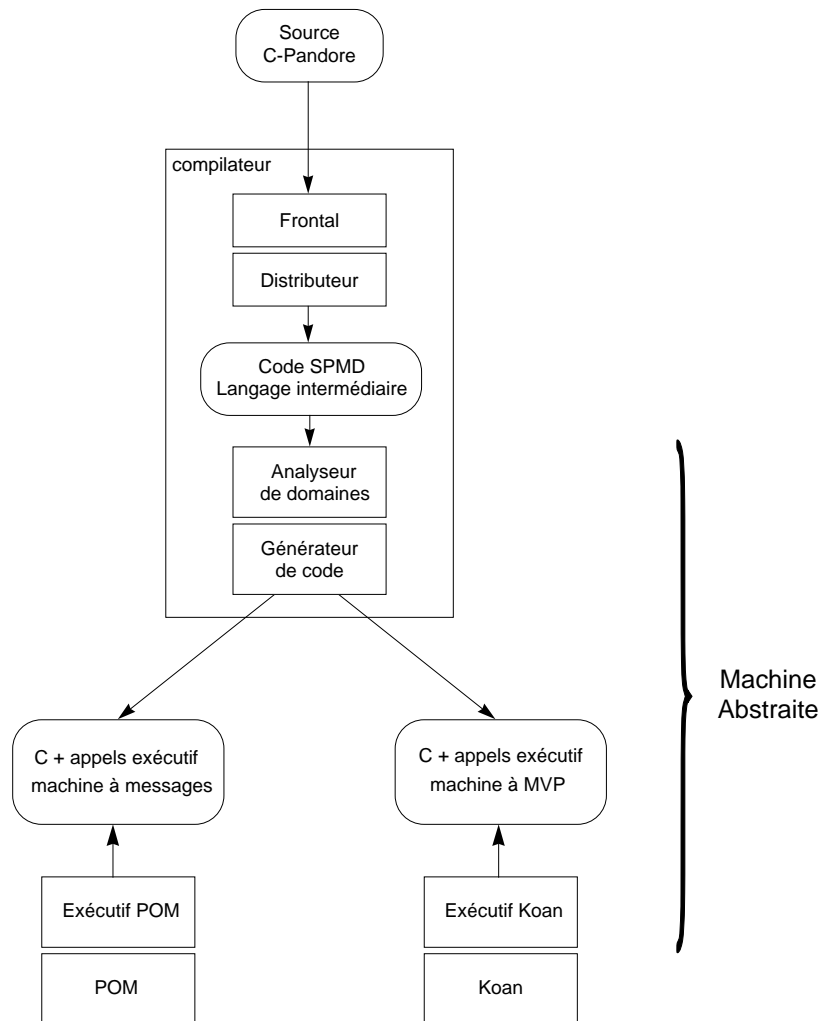 Source
C-Pandore
compilateur
Frontal
Distributeur
Code SPMD
Langage intermédiaire
Analyseur
de domaines
Générateur
de code
Machine
Abstraite
C + appels exécutif
machine à messages
C + appels exécutif
machine à MVP
Exécutif POM
Exécutif Koan
POM
Koan